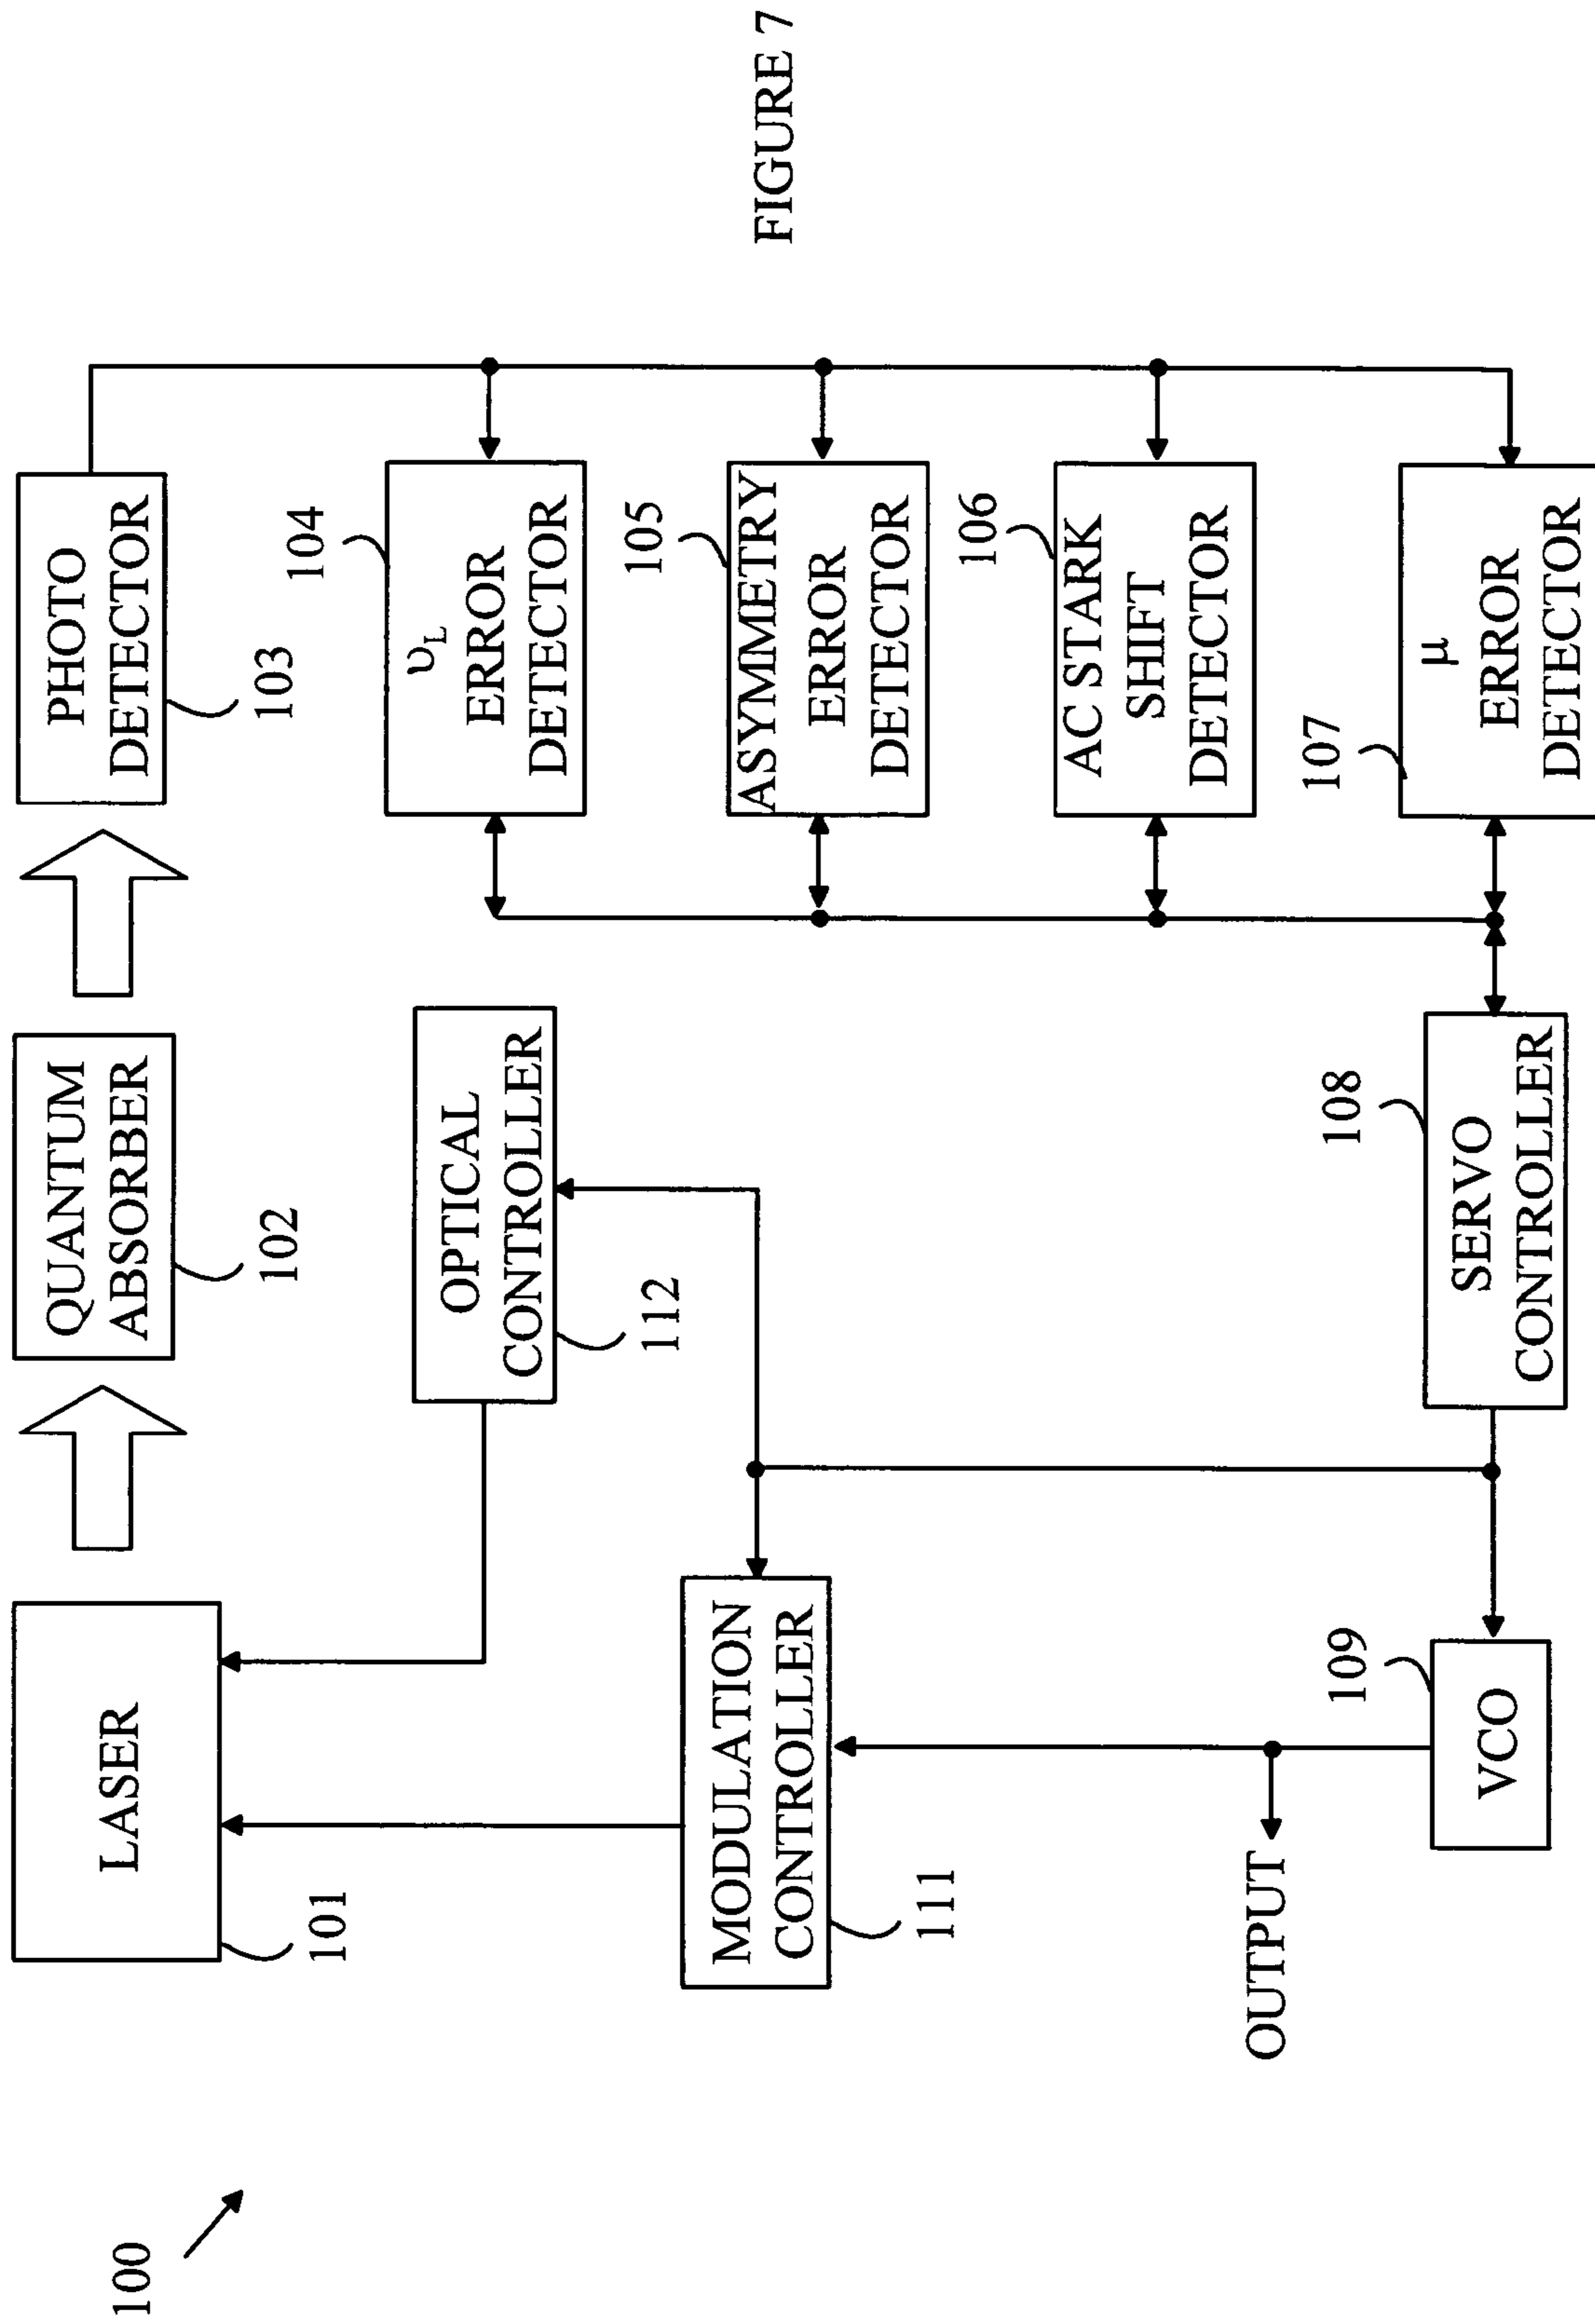 100
LASER
101
QUANTUM
ABSORBER
102
PHOTO
DETECTOR
103
OPTICAL
CONTROLLER
112
104
υL
ERROR
DETECTOR
MODULATION
CONTROLLER
111
105
ASYMMETRY
ERROR
DETECTOR
106
AC STARK
SHIFT
DETECTOR
OUTPUT
109
VCO
108
SERVO
CONTROLLER
107
μ
ERROR
DETECTOR
FIGURE 7